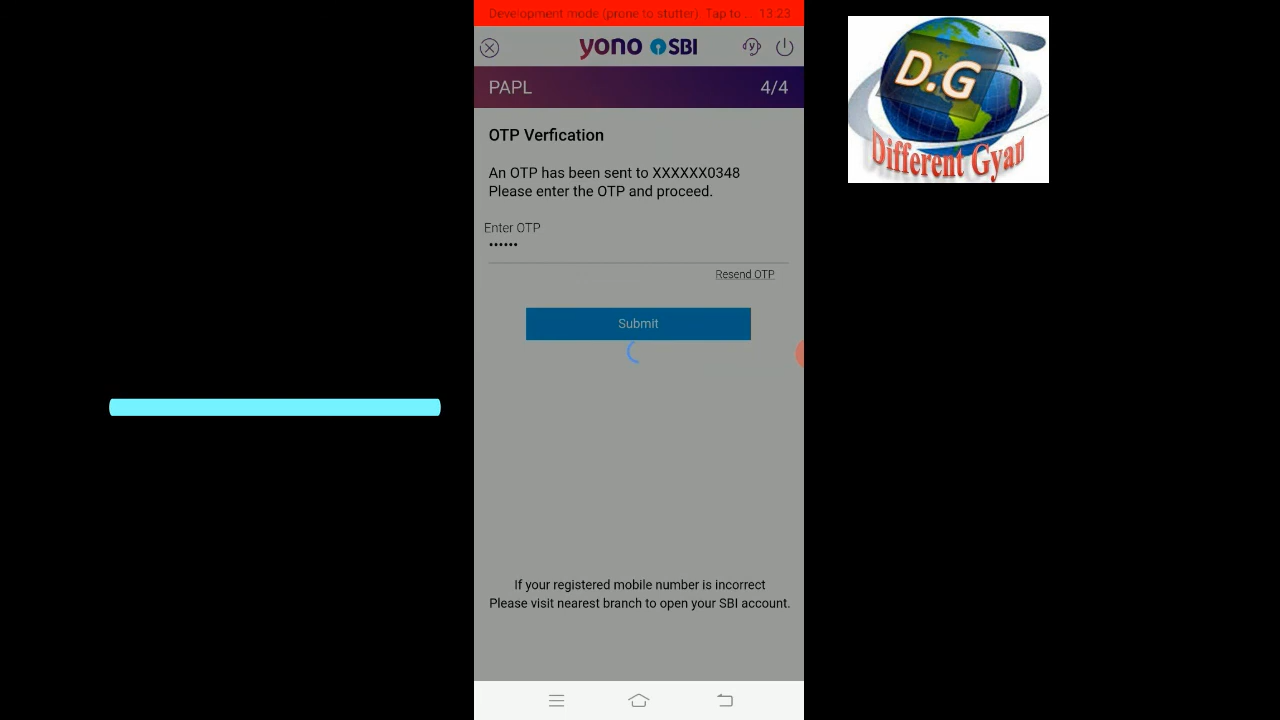 Development mode (prone to stutter). Tap to ... 13.23
yono SBI
PAPL 4/4
OTP Verfication
An OTP has been sent to XXXXXX0348
Please enter the OTP and proceed.
Enter OTP
••••••
Resend OTP
Submit
If your registered mobile number is incorrect
Please visit nearest branch to open your SBI account.
D.G
Different Gyan